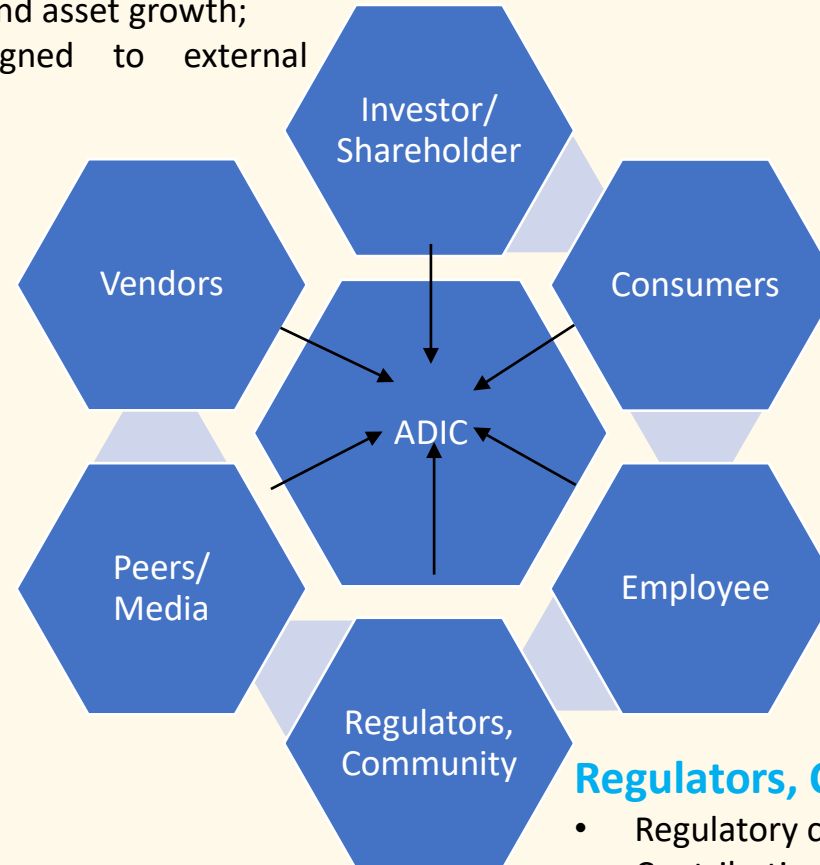 nd asset growth;
gned to external
Investor/
Shareholder
Vendors
Consumers
ADIC
Peers/
Media
Employee
Regulators,
Community
Regulators,
• Regulatory